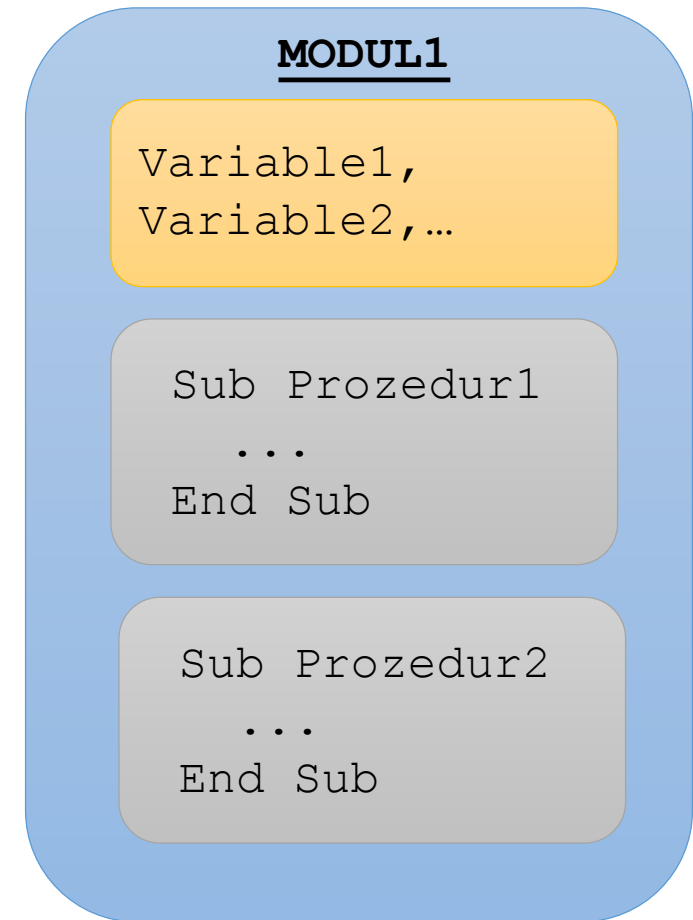 MODUL1
Variable1,
Variable2,…
Sub Prozedur1
...
End Sub
Sub Prozedur2
...
End Sub